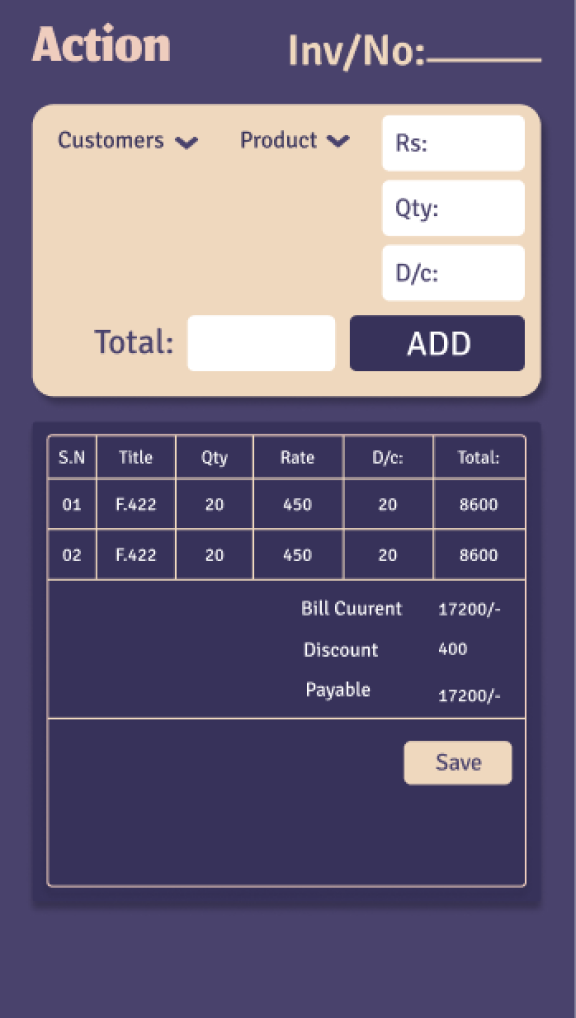 Action
Inv/No:
Customers Product Rs:
Qty:
D/c:
Total: ADD
S.N Title Qty Rate D/c: Total:
01 F.422 20 450 20 8600
02 F.422 20 450 20 8600
Bill Cuurent 17200/-
Discount 400
Payable 17200/-
Save